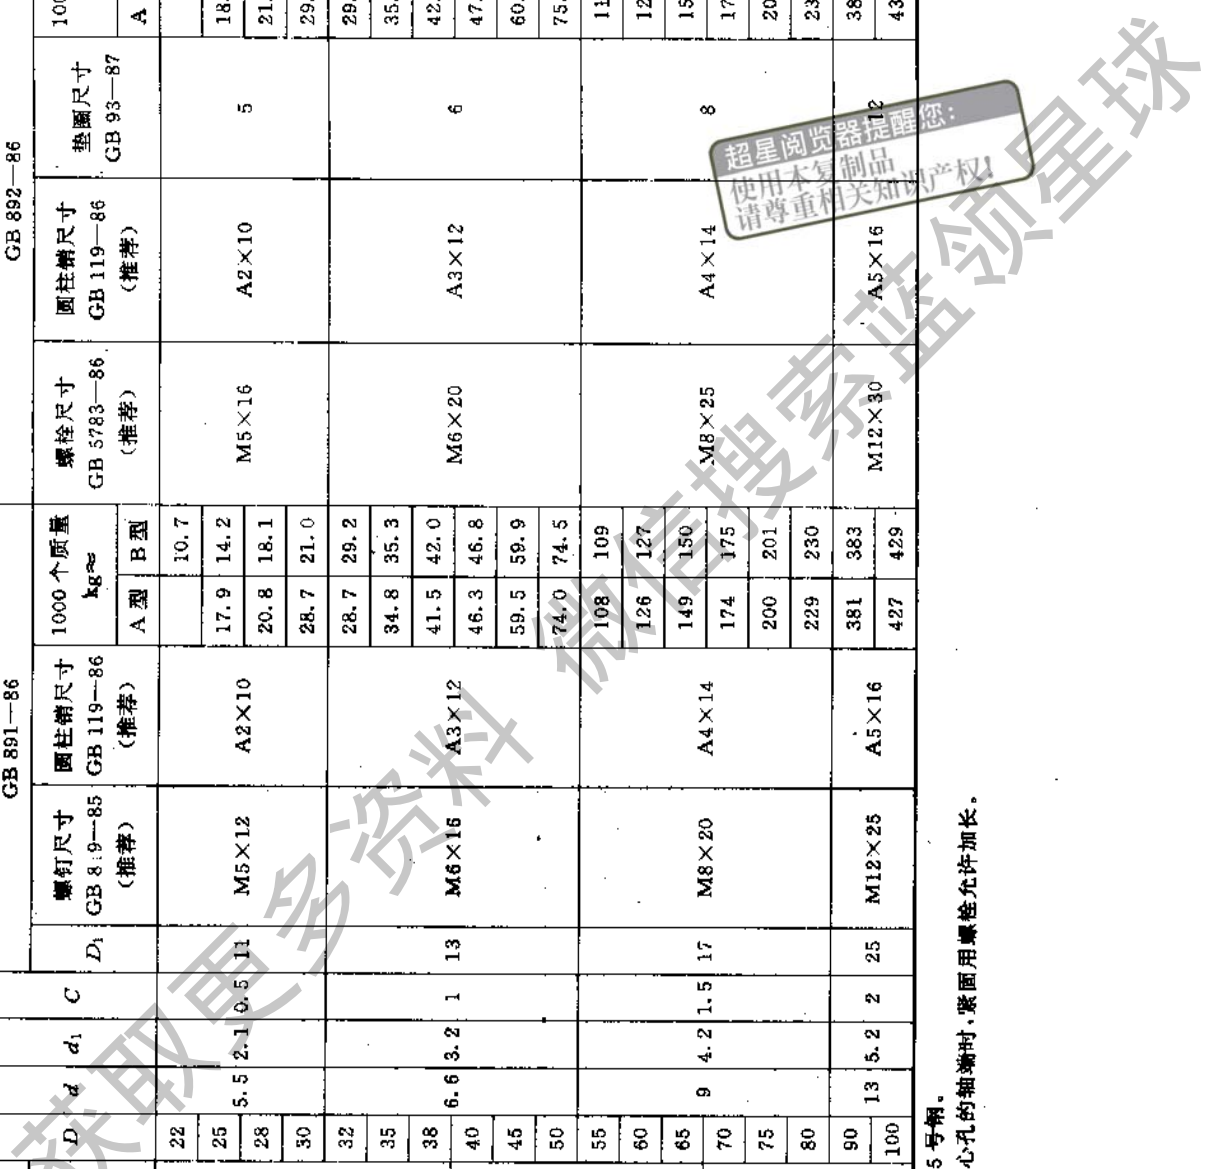 D d d₁ C D₁ 螺钉尺寸 GB 819—85 (推荐) 圆柱销尺寸 GB 119—86 (推荐) 1000 个质量 kg≈ A 型 B 型 螺栓尺寸 GB 5783—86 (推荐) 圆柱销尺寸 GB 119—86 (推荐) 垫圈尺寸 GB 93—87
GB 891—86 GB 892—86
22 10.7
25 17.9 14.2
28 5.5 2.1 0.5 11 M5×12 A2×10 20.8 18.1 M5×16 A2×10 5
30 28.7 21.0
32 28.7 29.2
35 34.8 35.3
38 41.5 42.0
40 6.6 3.2 1 13 M6×16 A3×12 46.3 46.8 M6×20 A3×12 6
45 59.5 59.9
50 74.0 74.5
55 108 109
60 126 127
65 149 150
70 9 4.2 1.5 17 M8×20 A4×14 174 175 M8×25 A4×14 8
75 200 201
80 229 230
90 381 383
100 13 5.2 2 25 M12×25 A5×16 427 429 M12×30 A5×16 12
5 号钢。
心孔的轴端时,紧固用螺栓允许加长。
超星阅览器提醒您:
使用本复制品
请尊重相关知识产权!
获取更多资料 微信搜索蓝领星球